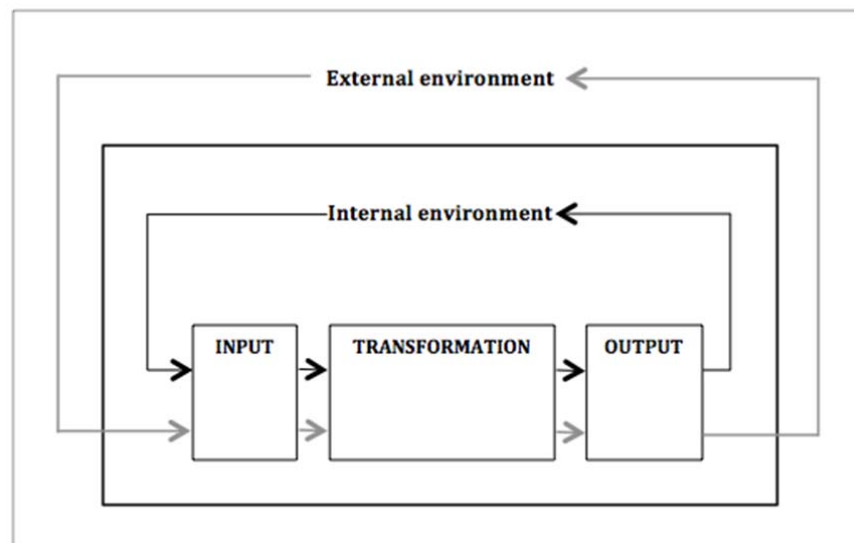 External environment
Internal environment
INPUT
TRANSFORMATION
OUTPUT